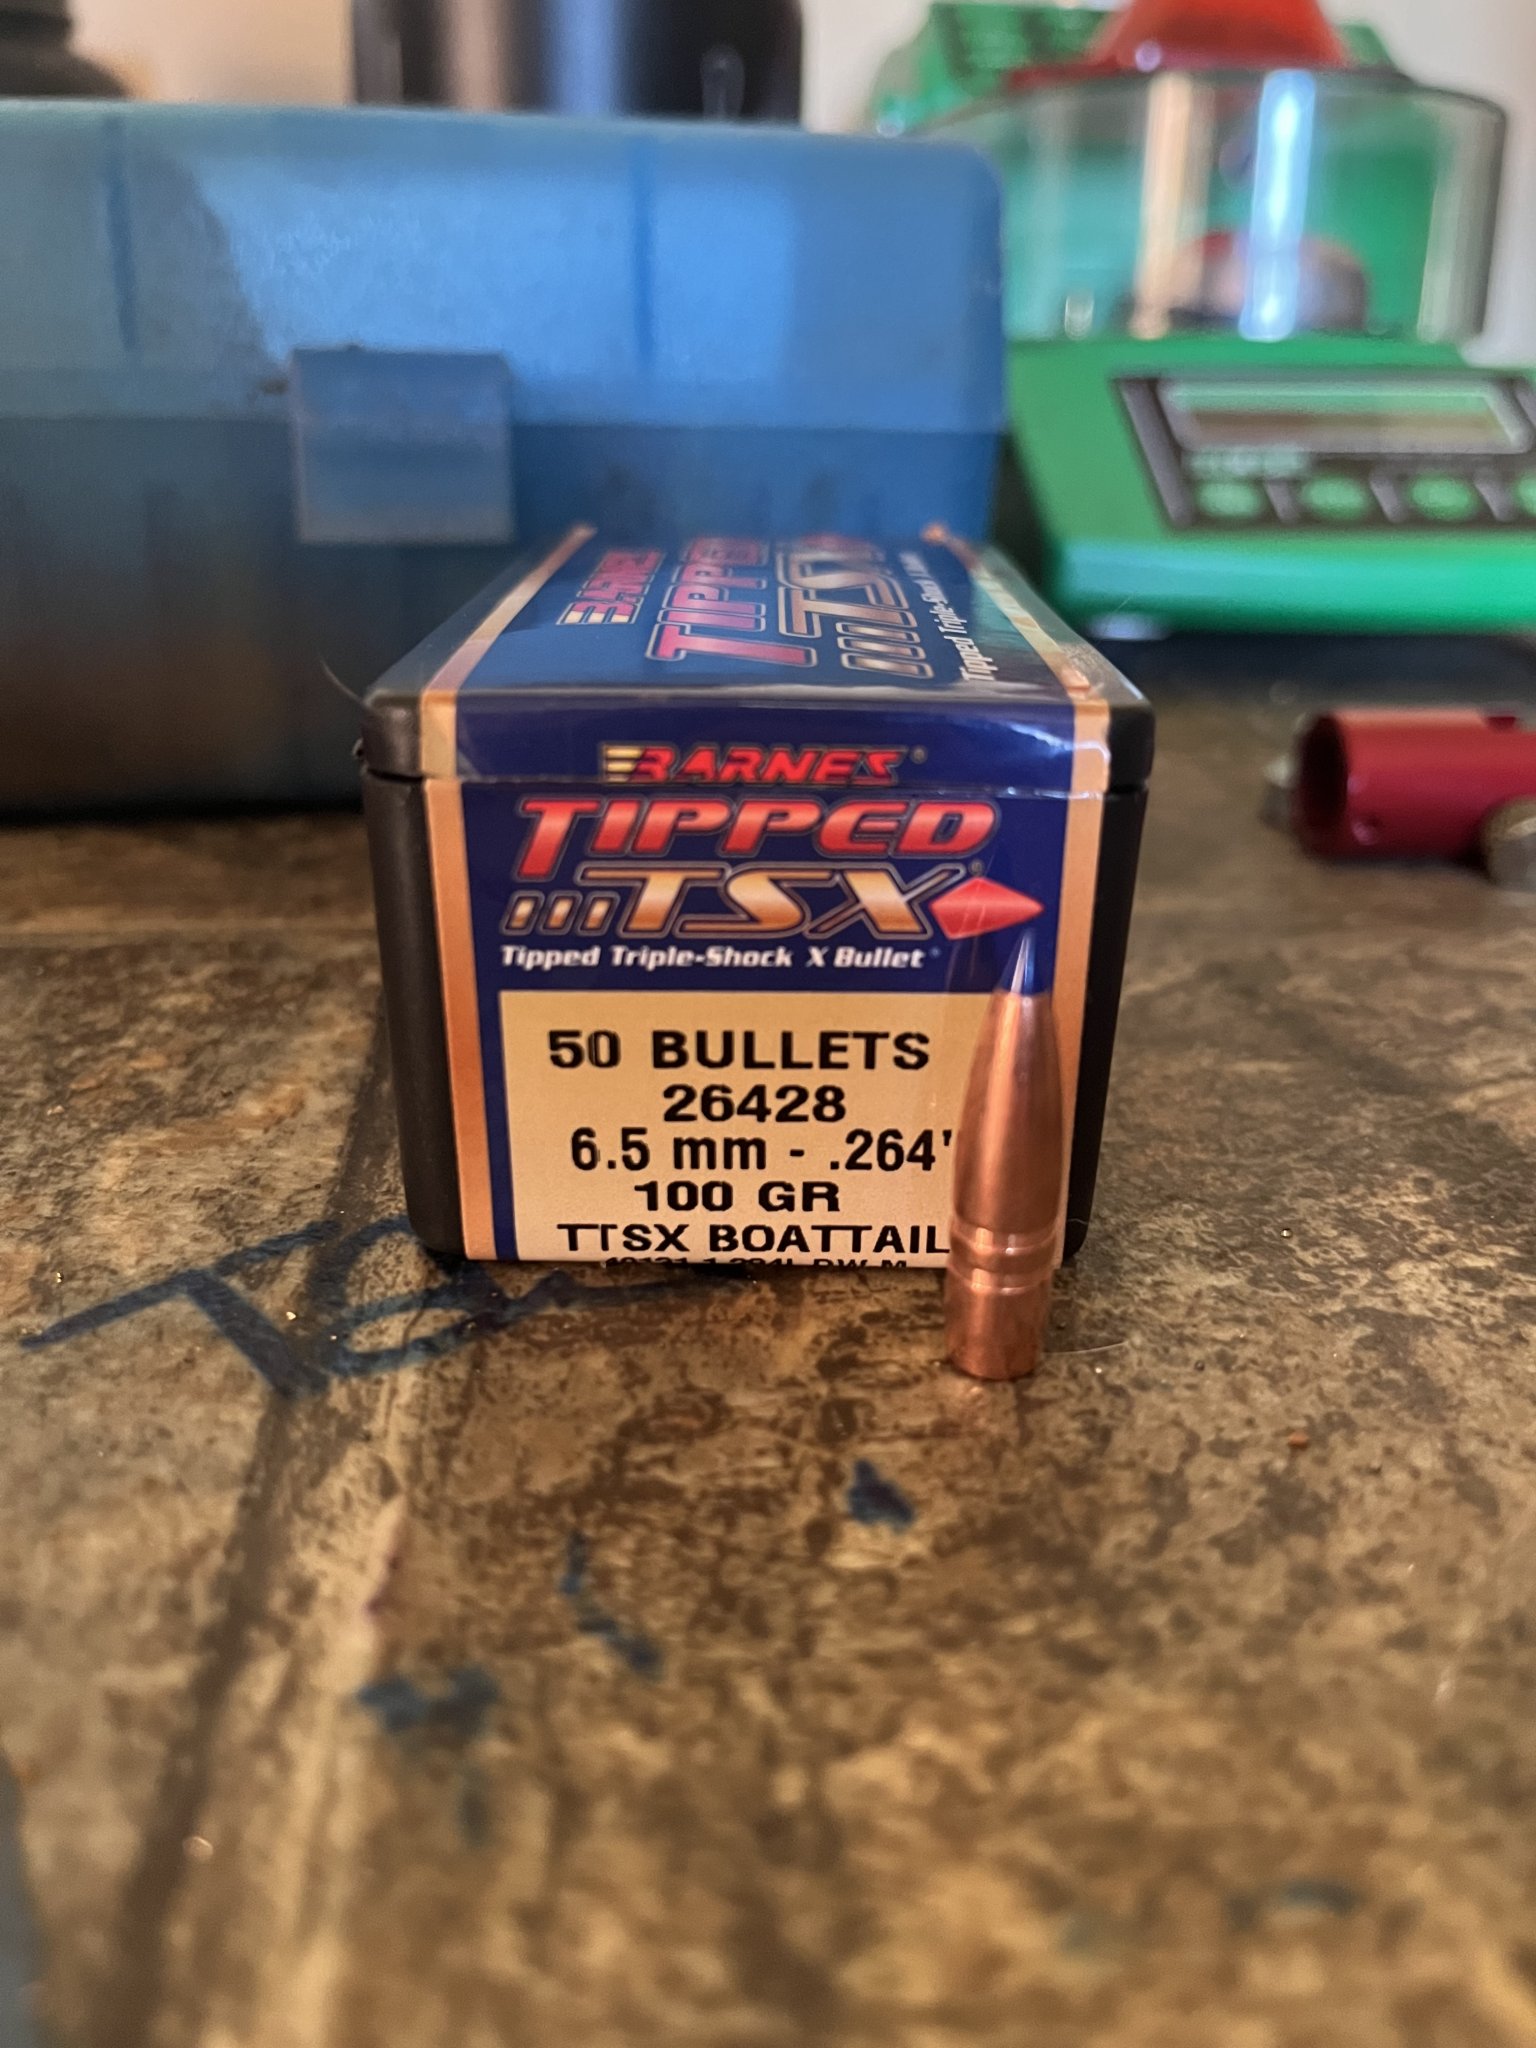 BARNES
TIPPED
TSX
Tipped Triple-Shock X Bullet
BARNES®
TIPPED
TSX®
Tipped Triple-Shock X Bullet®
50 BULLETS
26428
6.5 mm - .264"
100 GR
TTSX BOATTAIL